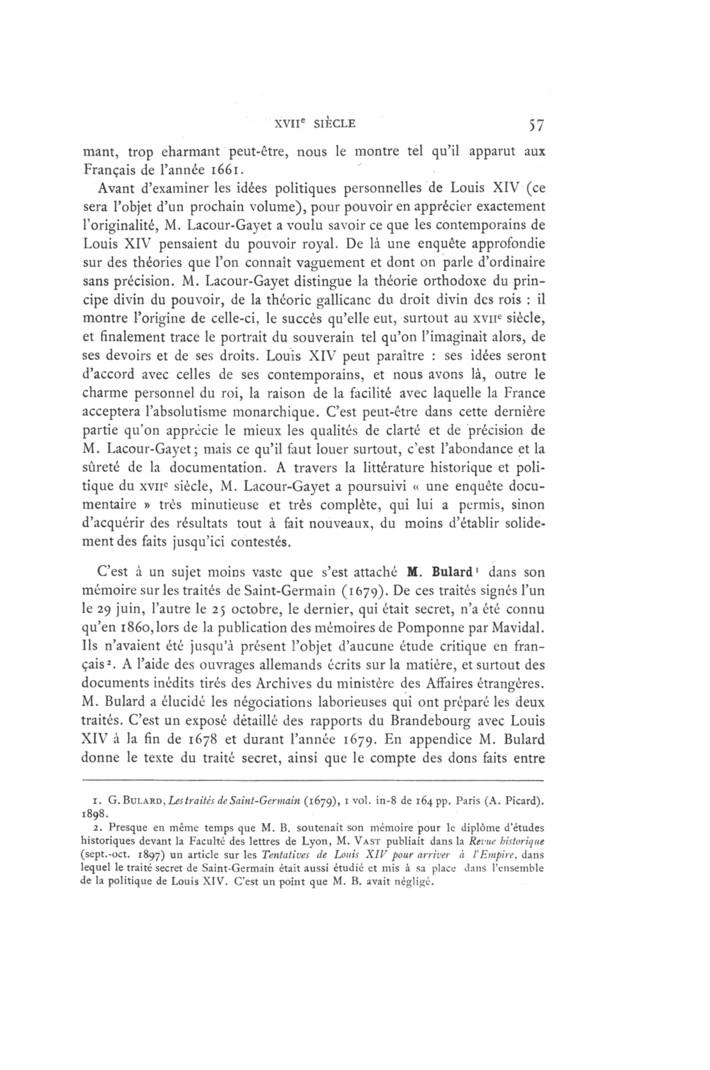 XVIIe SIÈCLE 57
mant, trop eharmant peut-être, nous le montre tel qu'il apparut aux
Français de l'année 1661.
Avant d'examiner les idées politiques personnelles de Louis XIV (ce
sera l'objet d'un prochain volume), pour pouvoir en apprécier exactement
l'originalité, M. Lacour-Gayet a voulu savoir ce que les contemporains de
Louis XIV pensaient du pouvoir royal. De là une enquête approfondie
sur des théories que l'on connaît vaguement et dont on parle d'ordinaire
sans précision. M. Lacour-Gayet distingue la théorie orthodoxe du prin-
cipe divin du pouvoir, de la théorie gallicane du droit divin des rois : il
montre l'origine de celle-ci, le succès qu'elle eut, surtout au XVIIe siècle,
et finalement trace le portrait du souverain tel qu'on l'imaginait alors, de
ses devoirs et de ses droits. Louis XIV peut paraître : ses idées seront
d'accord avec celles de ses contemporains, et nous avons là, outre le
charme personnel du roi, la raison de la facilité avec laquelle la France
acceptera l'absolutisme monarchique. C'est peut-être dans cette dernière
partie qu'on apprécie le mieux les qualités de clarté et de précision de
M. Lacour-Gayet ; mais ce qu'il faut louer surtout, c'est l'abondance et la
sûreté de la documentation. A travers la littérature historique et poli-
tique du XVIIe siècle, M. Lacour-Gayet a poursuivi « une enquête docu-
mentaire » très minutieuse et très complète, qui lui a permis, sinon
d'acquérir des résultats tout à fait nouveaux, du moins d'établir solide-
ment des faits jusqu'ici contestés.
C'est à un sujet moins vaste que s'est attaché M. Bulard1 dans son
mémoire sur les traités de Saint-Germain (1679). De ces traités signés l'un
le 29 juin, l'autre le 25 octobre, le dernier, qui était secret, n'a été connu
qu'en 1860, lors de la publication des mémoires de Pomponne par Mavidal.
Ils n'avaient été jusqu'à présent l'objet d'aucune étude critique en fran-
çais2. A l'aide des ouvrages allemands écrits sur la matière, et surtout des
documents inédits tirés des Archives du ministère des Affaires étrangères.
M. Bulard a élucidé les négociations laborieuses qui ont préparé les deux
traités. C'est un exposé détaillé des rapports du Brandebourg avec Louis
XIV à la fin de 1678 et durant l'année 1679. En appendice M. Bulard
donne le texte du traité secret, ainsi que le compte des dons faits entre
1. G. BULARD, Les traités de Saint-Germain (1679), 1 vol. in-8 de 164 pp. Paris (A. Picard).
1898.
2. Presque en même temps que M. B. soutenait son mémoire pour le diplôme d'études
historiques devant la Faculté des lettres de Lyon, M. VAST publiait dans la Revue historique
(sept.-oct. 1897) un article sur les Tentatives de Louis XIV pour arriver à l'Empire, dans
lequel le traité secret de Saint-Germain était aussi étudié et mis à sa place dans l'ensemble
de la politique de Louis XIV. C'est un point que M. B. avait négligé.